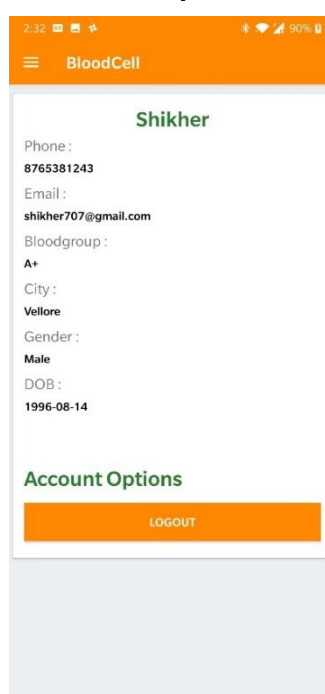 2:32 90%
BloodCell
Shikher
Phone :
8765381243
Email :
shikher707@gmail.com
Bloodgroup :
A+
City :
Vellore
Gender :
Male
DOB :
1996-08-14
Account Options
LOGOUT